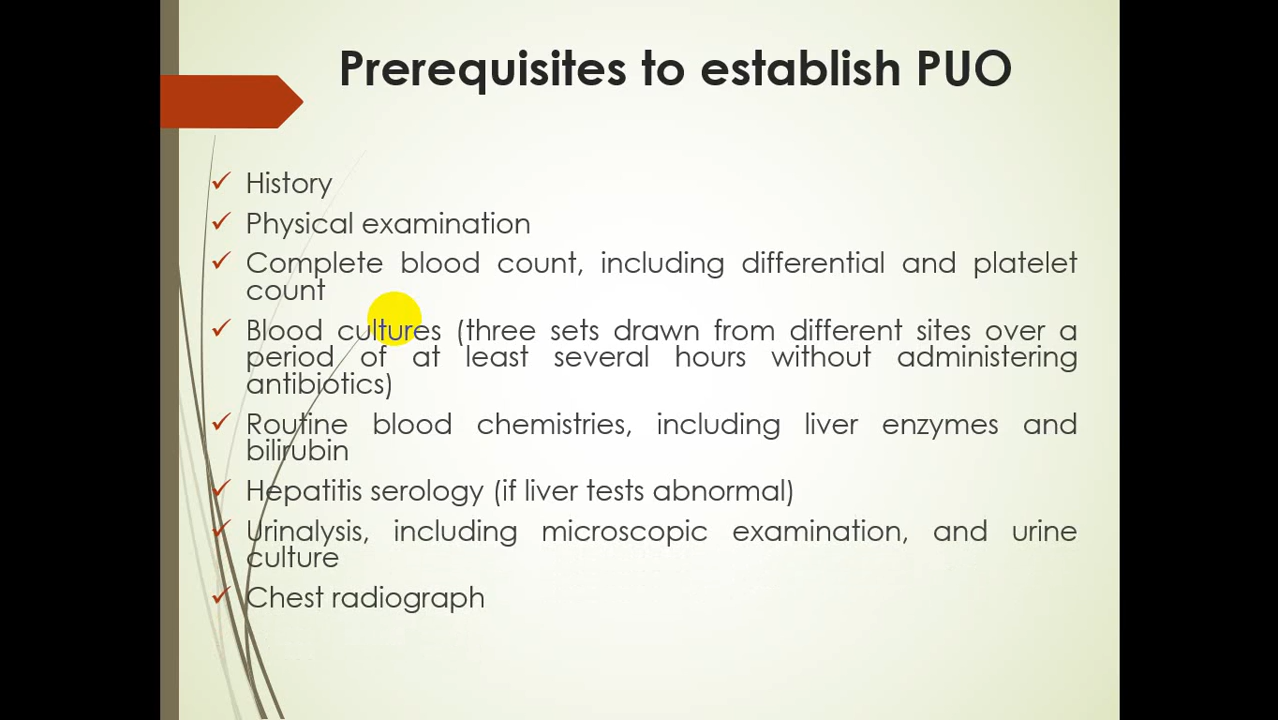 Prerequisites to establish PUO
✓ History
✓ Physical examination
✓ Complete blood count, including differential and platelet
count
✓ Blood cultures (three sets drawn from different sites over a
period of at least several hours without administering
antibiotics)
✓ Routine blood chemistries, including liver enzymes and
bilirubin
✓ Hepatitis serology (if liver tests abnormal)
✓ Urinalysis, including microscopic examination, and urine
culture
✓ Chest radiograph